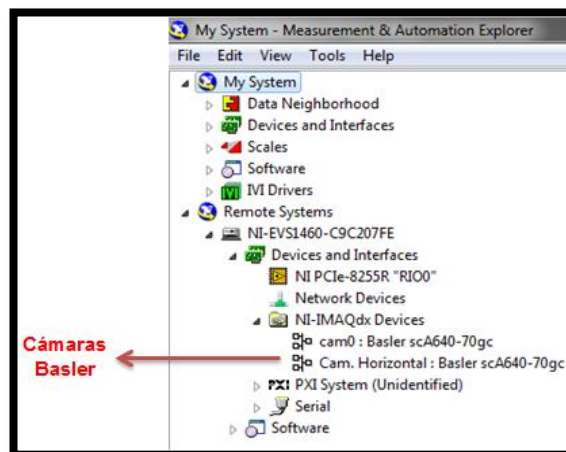 My System - Measurement & Automation Explorer
File Edit View Tools Help
My System
Data Neighborhood
Devices and Interfaces
Scales
Software
IVI Drivers
Remote Systems
NI-EVS1460-C9C207FE
Devices and Interfaces
NI PCIe-8255R "RIO0"
Network Devices
NI-IMAQdx Devices
cam0 : Basler scA640-70gc
Cam. Horizontal : Basler scA640-70gc
PXI PXI System (Unidentified)
Serial
Software
Cámaras
Basler